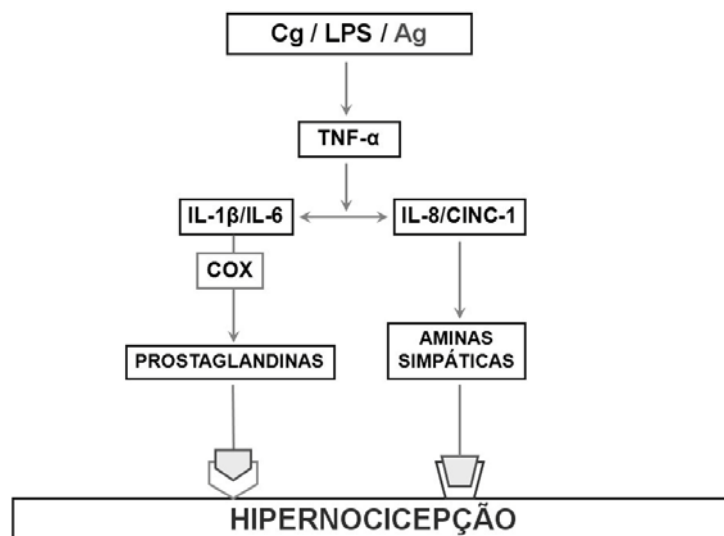 Cg / LPS / Ag
TNF-α
IL-1β/IL-6
IL-8/CINC-1
COX
PROSTAGLANDINAS
AMINAS
SIMPÁTICAS
HIPERNOCICEPÇÃO